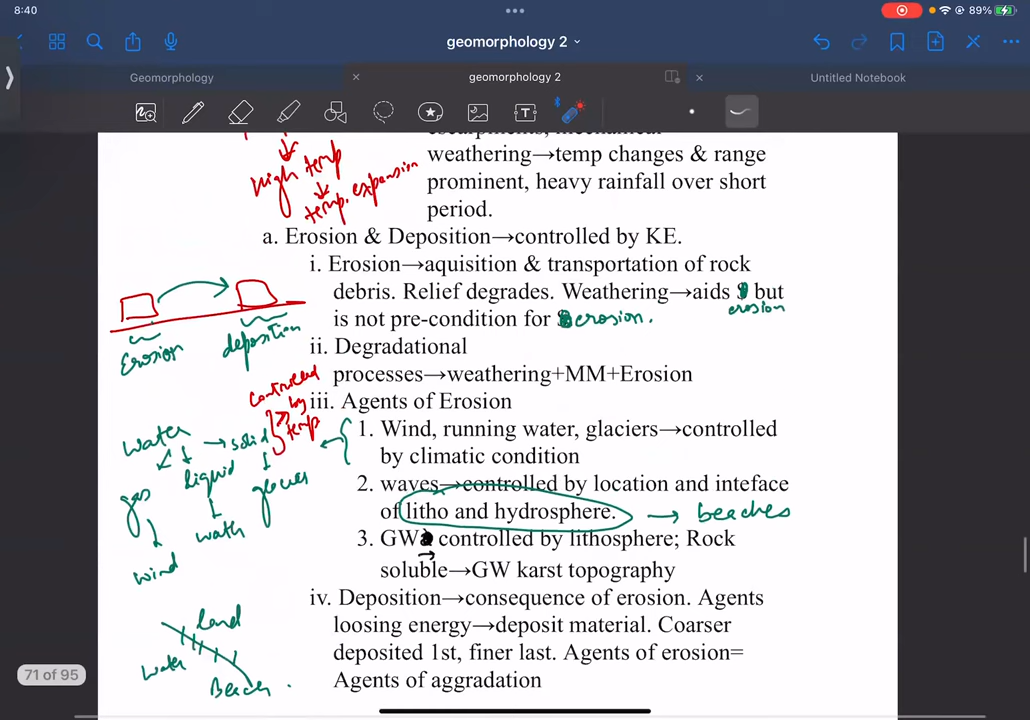 8:40
89%
geomorphology 2
Geomorphology
geomorphology 2
Untitled Notebook
escarpments, mechanical
weathering→temp changes & range
prominent, heavy rainfall over short
period.
high temp
temp. expansion
a. Erosion & Deposition→controlled by KE.
i. Erosion→aquisition & transportation of rock
debris. Relief degrades. Weathering→aids but
erosion
is not pre-condition for erosion.
Erosion
deposition
ii. Degradational
processes→weathering+MM+Erosion
controlled
by
temp
iii. Agents of Erosion
1. Wind, running water, glaciers→controlled
by climatic condition
water → solid
gas
liquid
glacier
wind
2. waves→controlled by location and inteface
of litho and hydrosphere. → beaches
3. GW controlled by lithosphere; Rock
soluble→GW karst topography
iv. Deposition→consequence of erosion. Agents
loosing energy→deposit material. Coarser
deposited 1st, finer last. Agents of erosion=
Agents of aggradation
Land
water
Beach
71 of 95